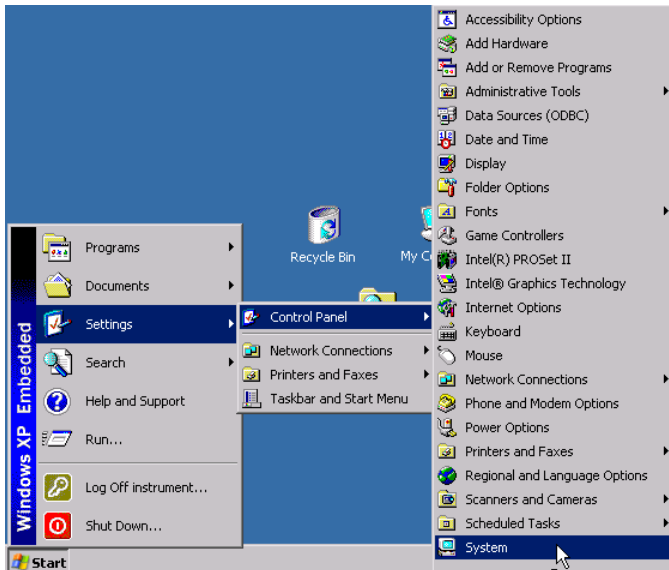 Accessibility Options
Add Hardware
Add or Remove Programs
Administrative Tools
Data Sources (ODBC)
Date and Time
Display
Folder Options
Fonts
Game Controllers
Intel(R) PROSet II
Intel® Graphics Technology
Internet Options
Keyboard
Mouse
Network Connections
Phone and Modem Options
Power Options
Printers and Faxes
Regional and Language Options
Scanners and Cameras
Scheduled Tasks
System
Recycle Bin
My
Control Panel
Network Connections
Printers and Faxes
Taskbar and Start Menu
Programs
Documents
Settings
Search
Help and Support
Run...
Log Off instrument...
Shut Down...
Windows XP Embedded
Start